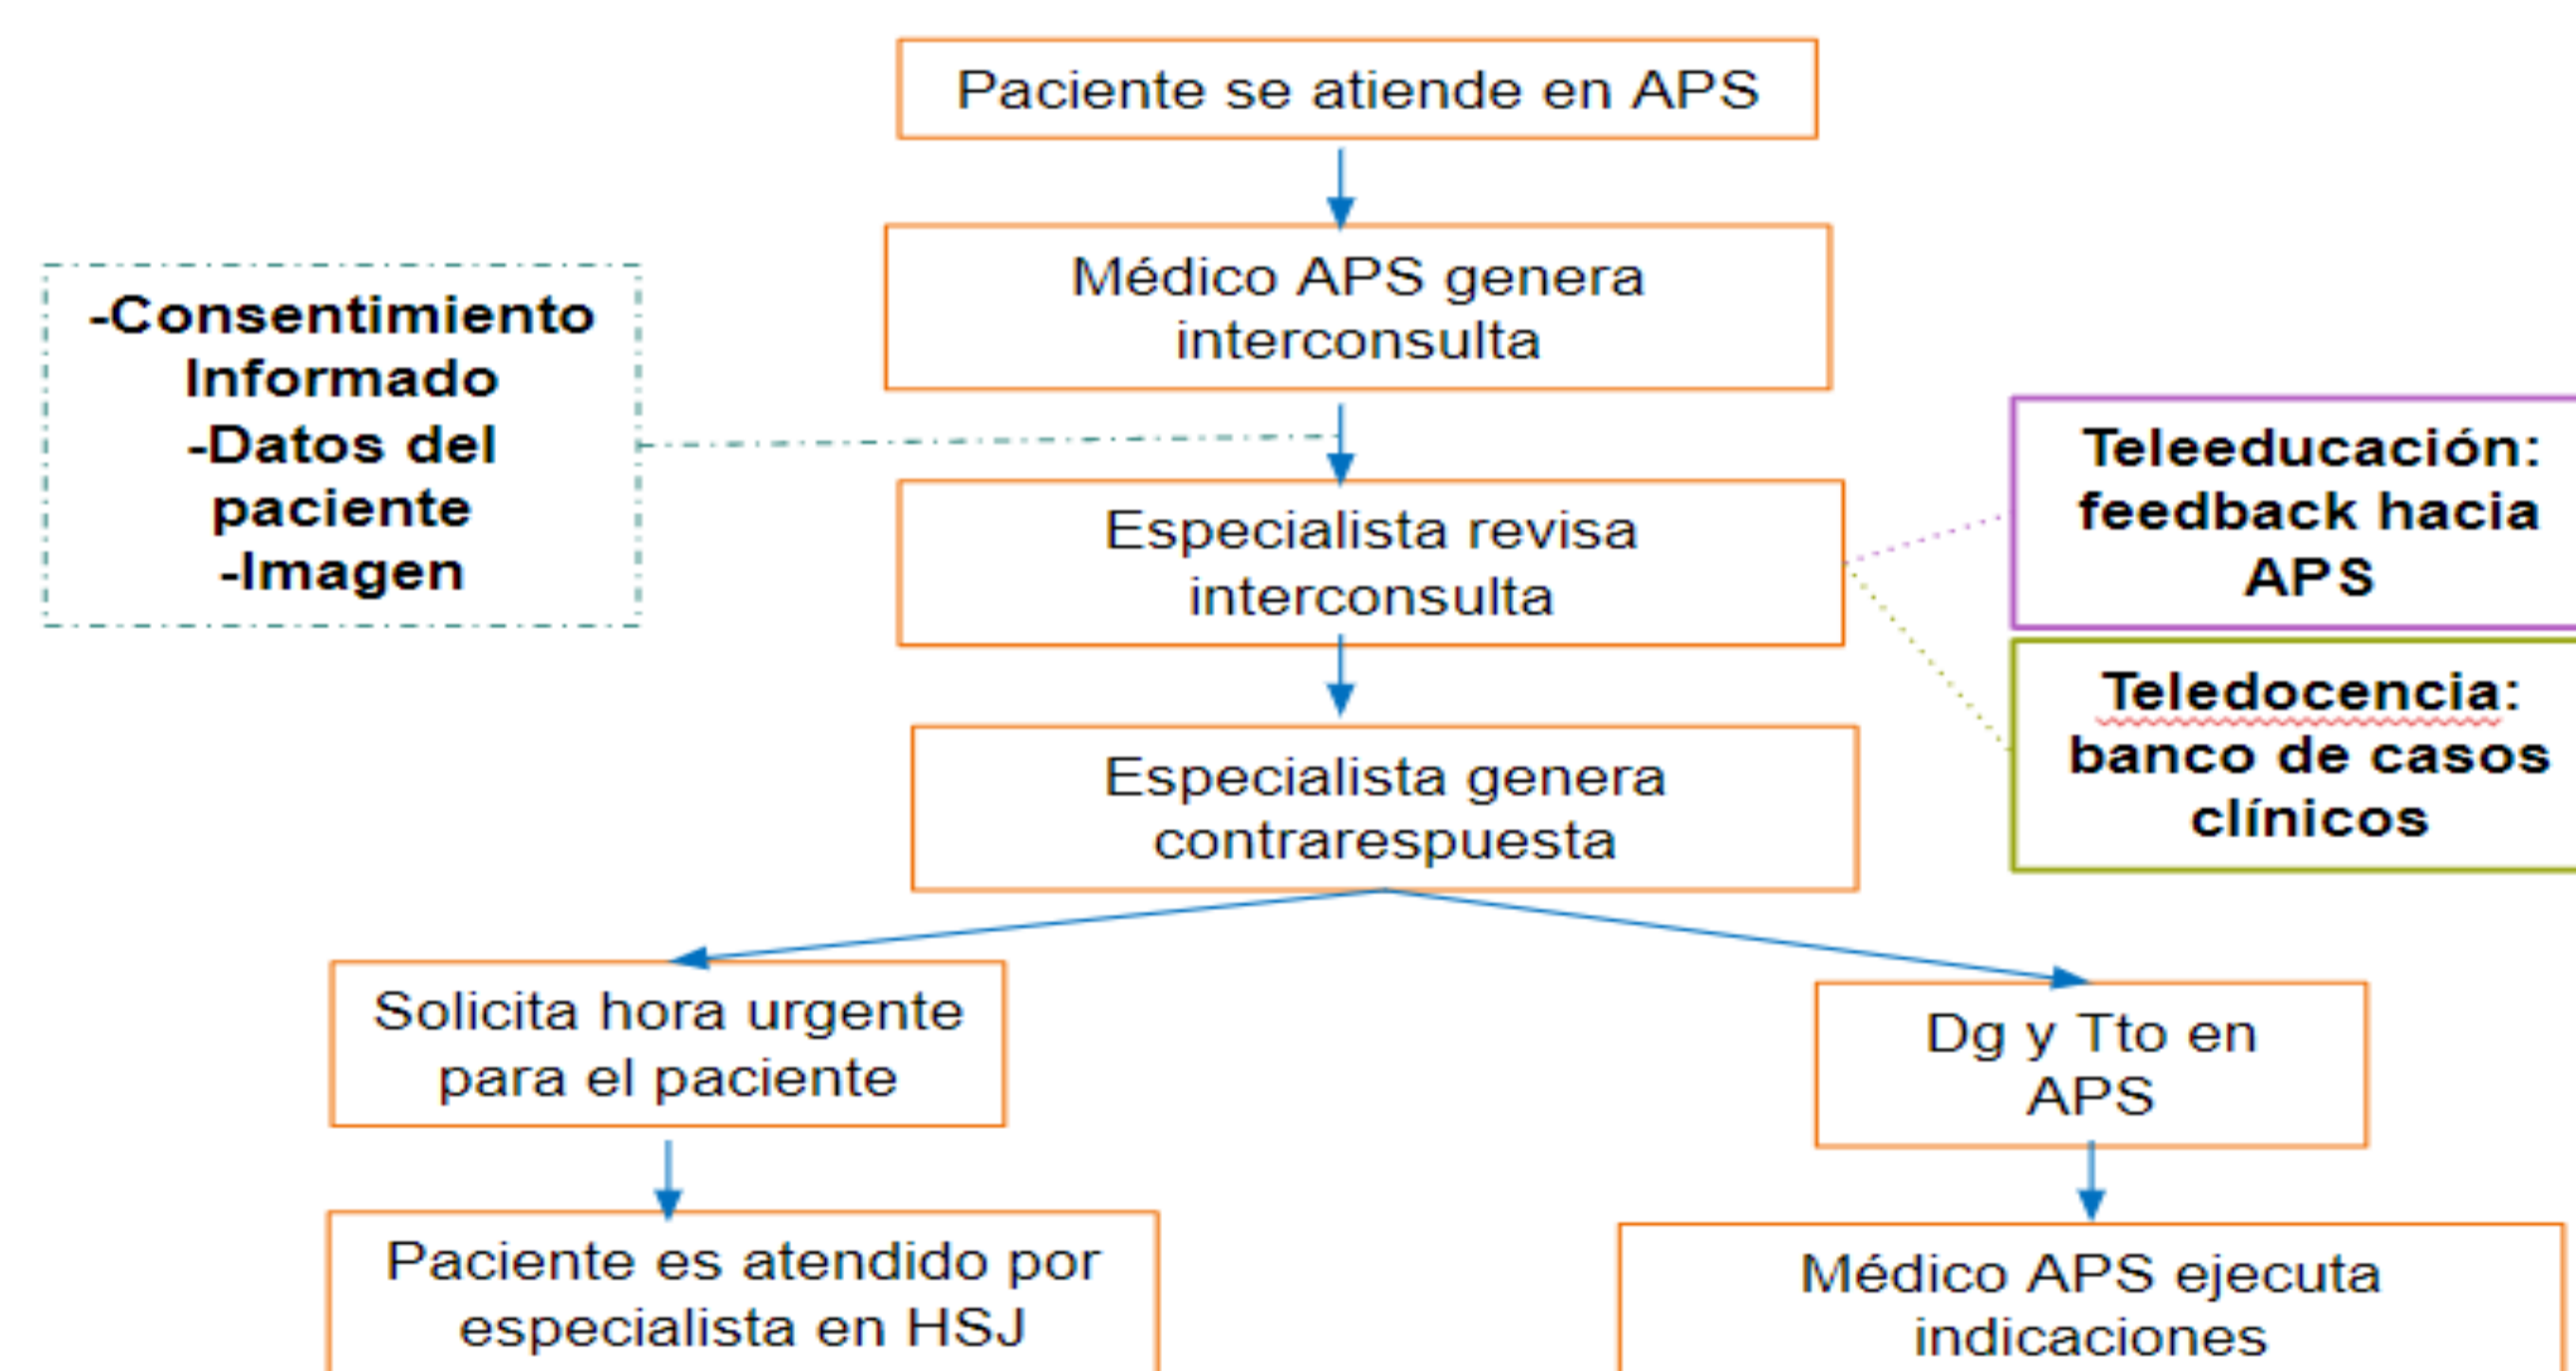 Paciente se atiende en APS
Médico APS genera
interconsulta
-Consentimiento
Informado
-Datos del
paciente
-Imagen
Especialista revisa
interconsulta
Teleeducación:
feedback hacia
APS
Teledocencia:
banco de casos
clínicos
Especialista genera
contrarespuesta
Solicita hora urgente
para el paciente
Dg y Tto en
APS
Paciente es atendido por
especialista en HSJ
Médico APS ejecuta
indicaciones